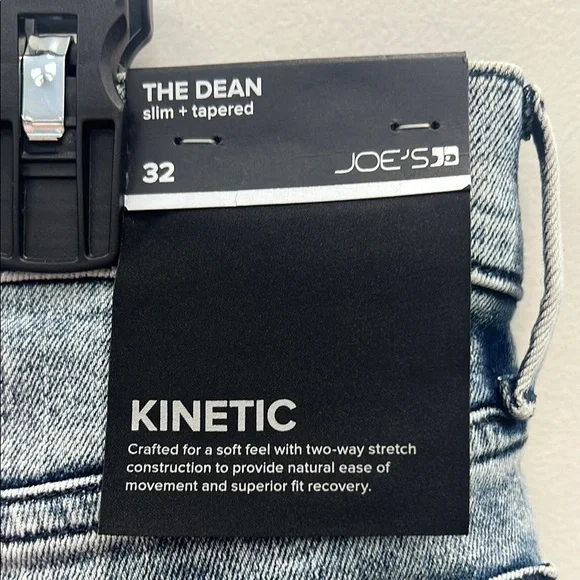 THE DEAN
slim + tapered
32
JOE'S JD
KINETIC
Crafted for a soft feel with two-way stretch
construction to provide natural ease of
movement and superior fit recovery.